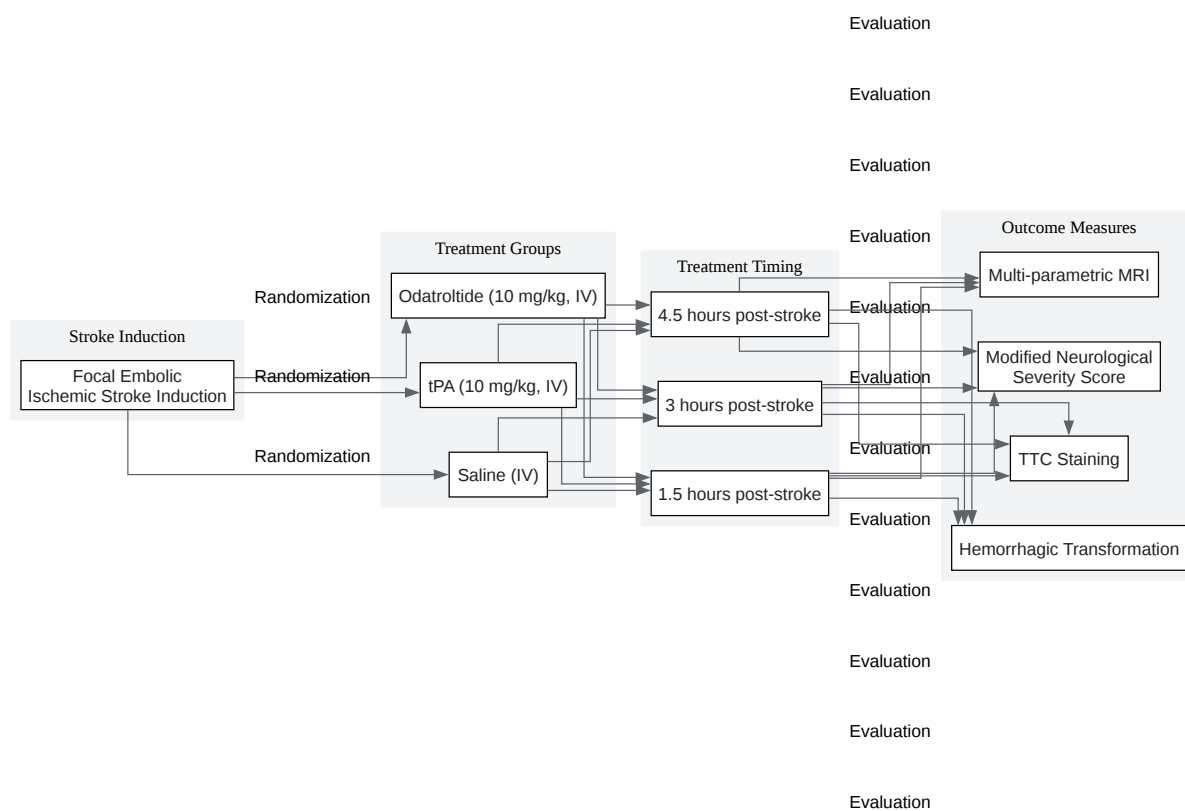 Evaluation
Evaluation
Evaluation
Evaluation
Outcome Measures
Treatment Groups
Treatment Timing
Multi-parametric MRI
Randomization
Odatroltide (10 mg/kg, IV)
4.5 hours post-stroke
Evaluation
Stroke Induction
Modified Neurological
Severity Score
Focal Embolic
Ischemic Stroke Induction
Randomization
tPA (10 mg/kg, IV)
3 hours post-stroke
Evaluation
Randomization
Saline (IV)
1.5 hours post-stroke
Evaluation
TTC Staining
Evaluation
Hemorrhagic Transformation
Evaluation
Evaluation
Evaluation
Evaluation